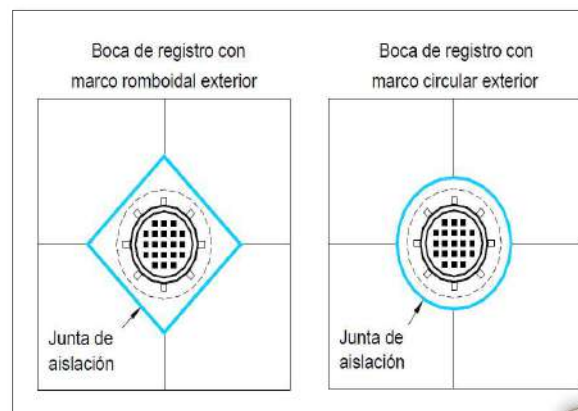 Boca de registro con
marco romboidal exterior
Junta de
aislación
Boca de registro con
marco circular exterior
Junta de
aislación